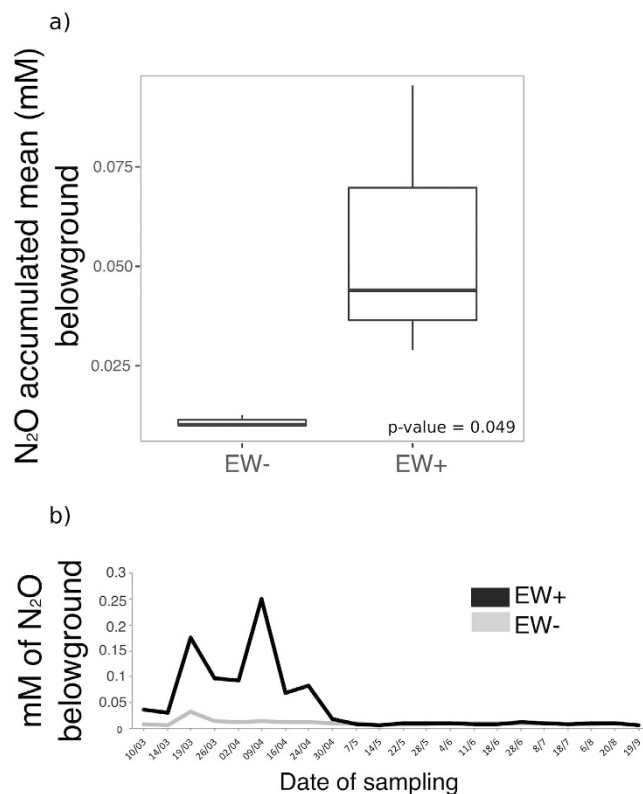 a)
N₂O accumulated mean (mM)
belowground
0.075
0.050
0.025
p-value = 0.049
EW-
EW+
b)
mM of N₂O
belowground
0.3
0.25
0.2
0.15
0.1
0.05
0
EW+
EW-
10/03 14/03 19/03 26/03 02/04 09/04 16/04 24/04 30/04 7/5 14/5 22/5 28/5 4/6 11/6 18/6 28/6 8/7 18/7 6/8 20/8 19/9
Date of sampling